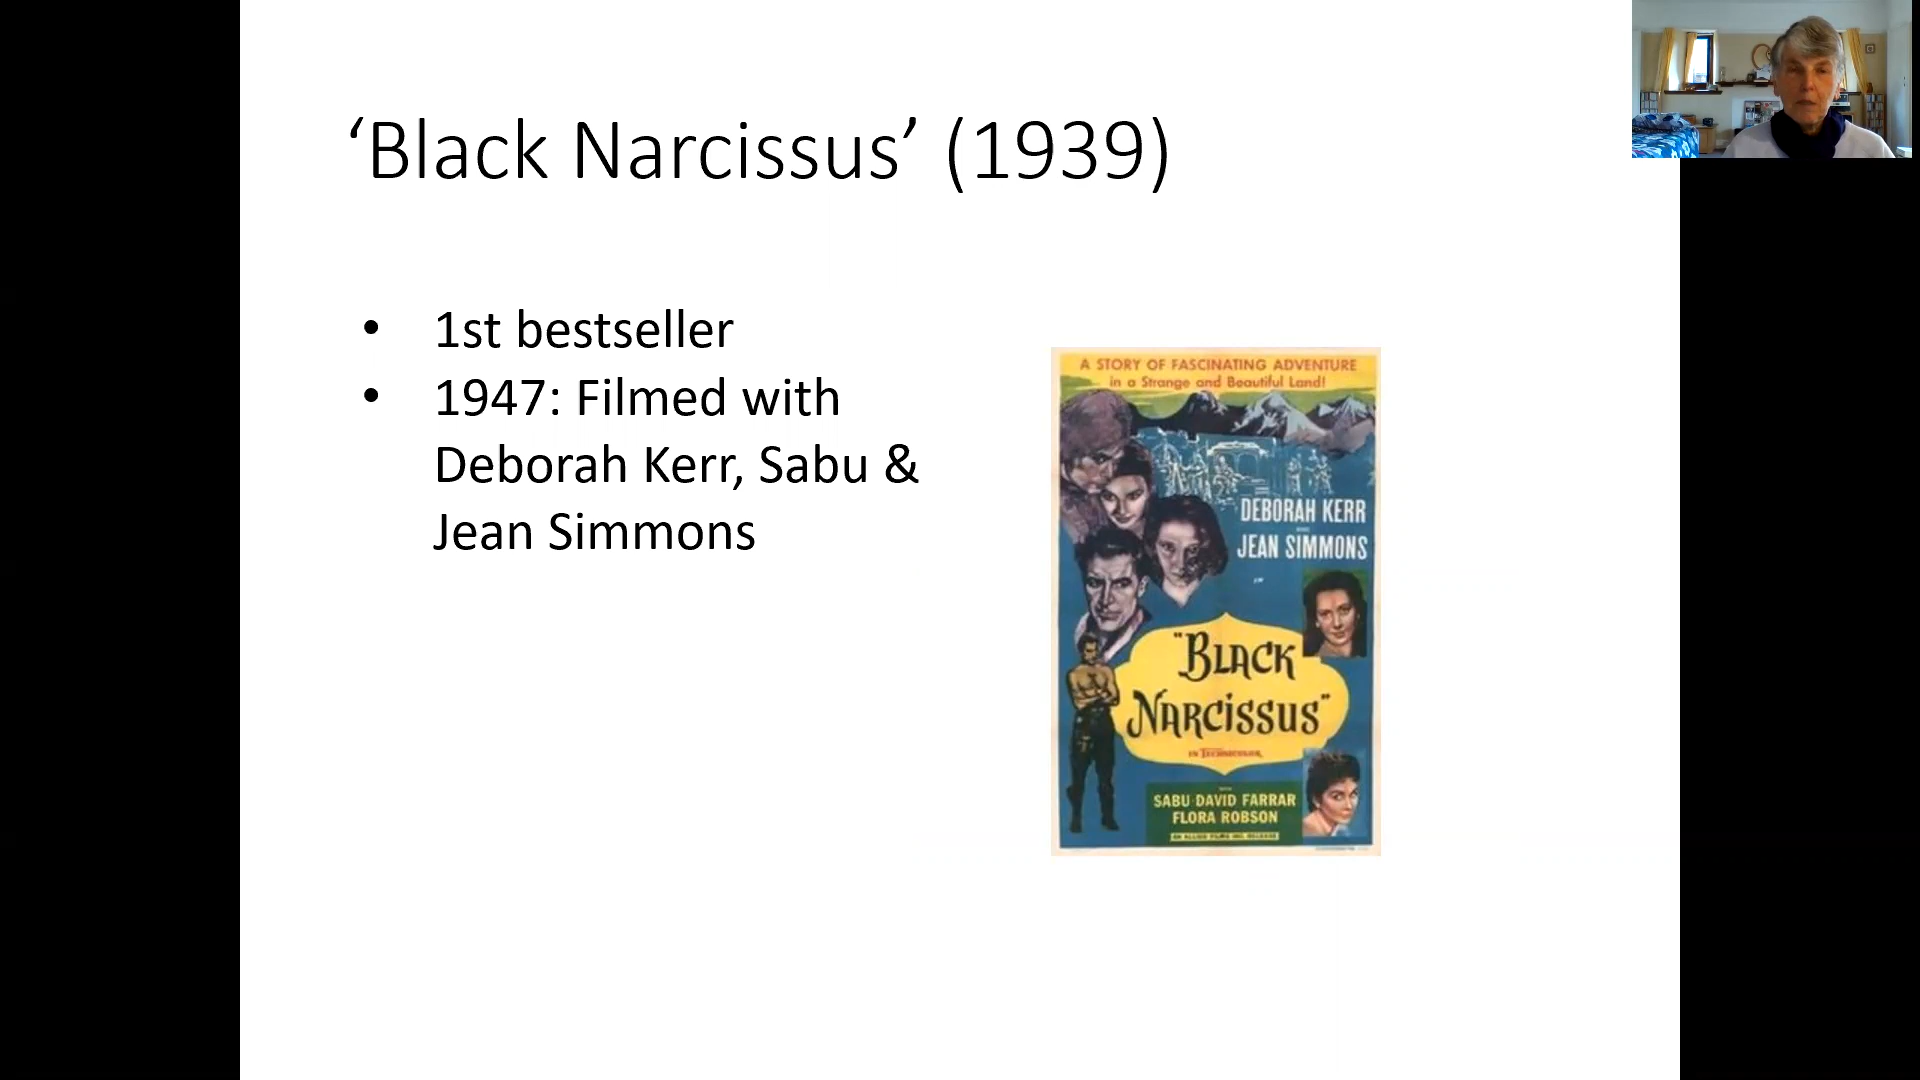 ‘Black Narcissus’ (1939)
• 1st bestseller
• 1947: Filmed with
Deborah Kerr, Sabu &
Jean Simmons
A STORY OF FASCINATING ADVENTURE
in a Strange and Beautiful Land!
DEBORAH KERR
JEAN SIMMONS
"BLACK
NARCISSUS"
IN TECHNICOLOR
SABU·DAVID FARRAR
FLORA ROBSON